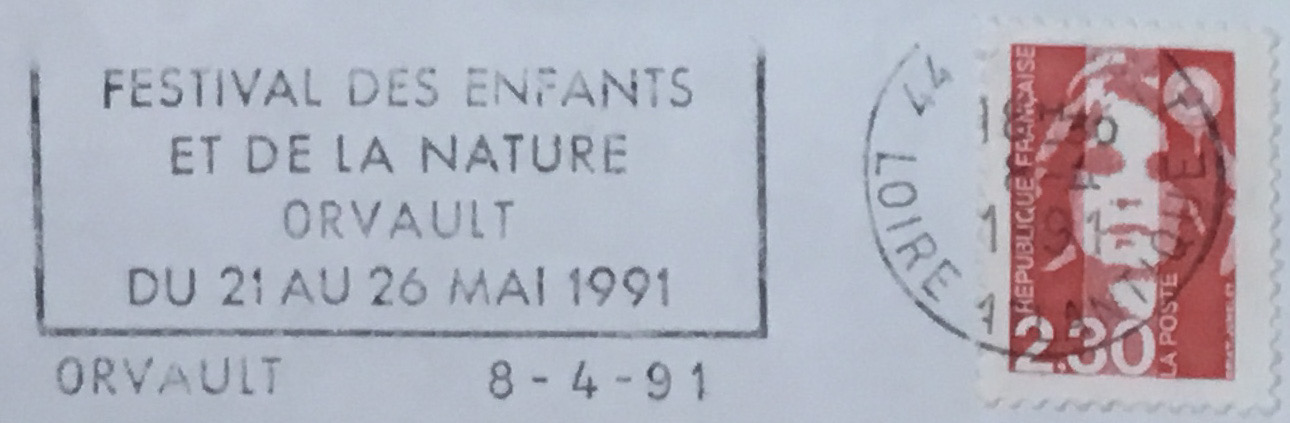 FESTIVAL DES ENFANTS
ET DE LA NATURE
ORVAULT
DU 21 AU 26 MAI 1991
ORVAULT 8-4-91
44 LOIRE
RÉPUBLIQUE FRANÇAISE
2.30
LA POSTE